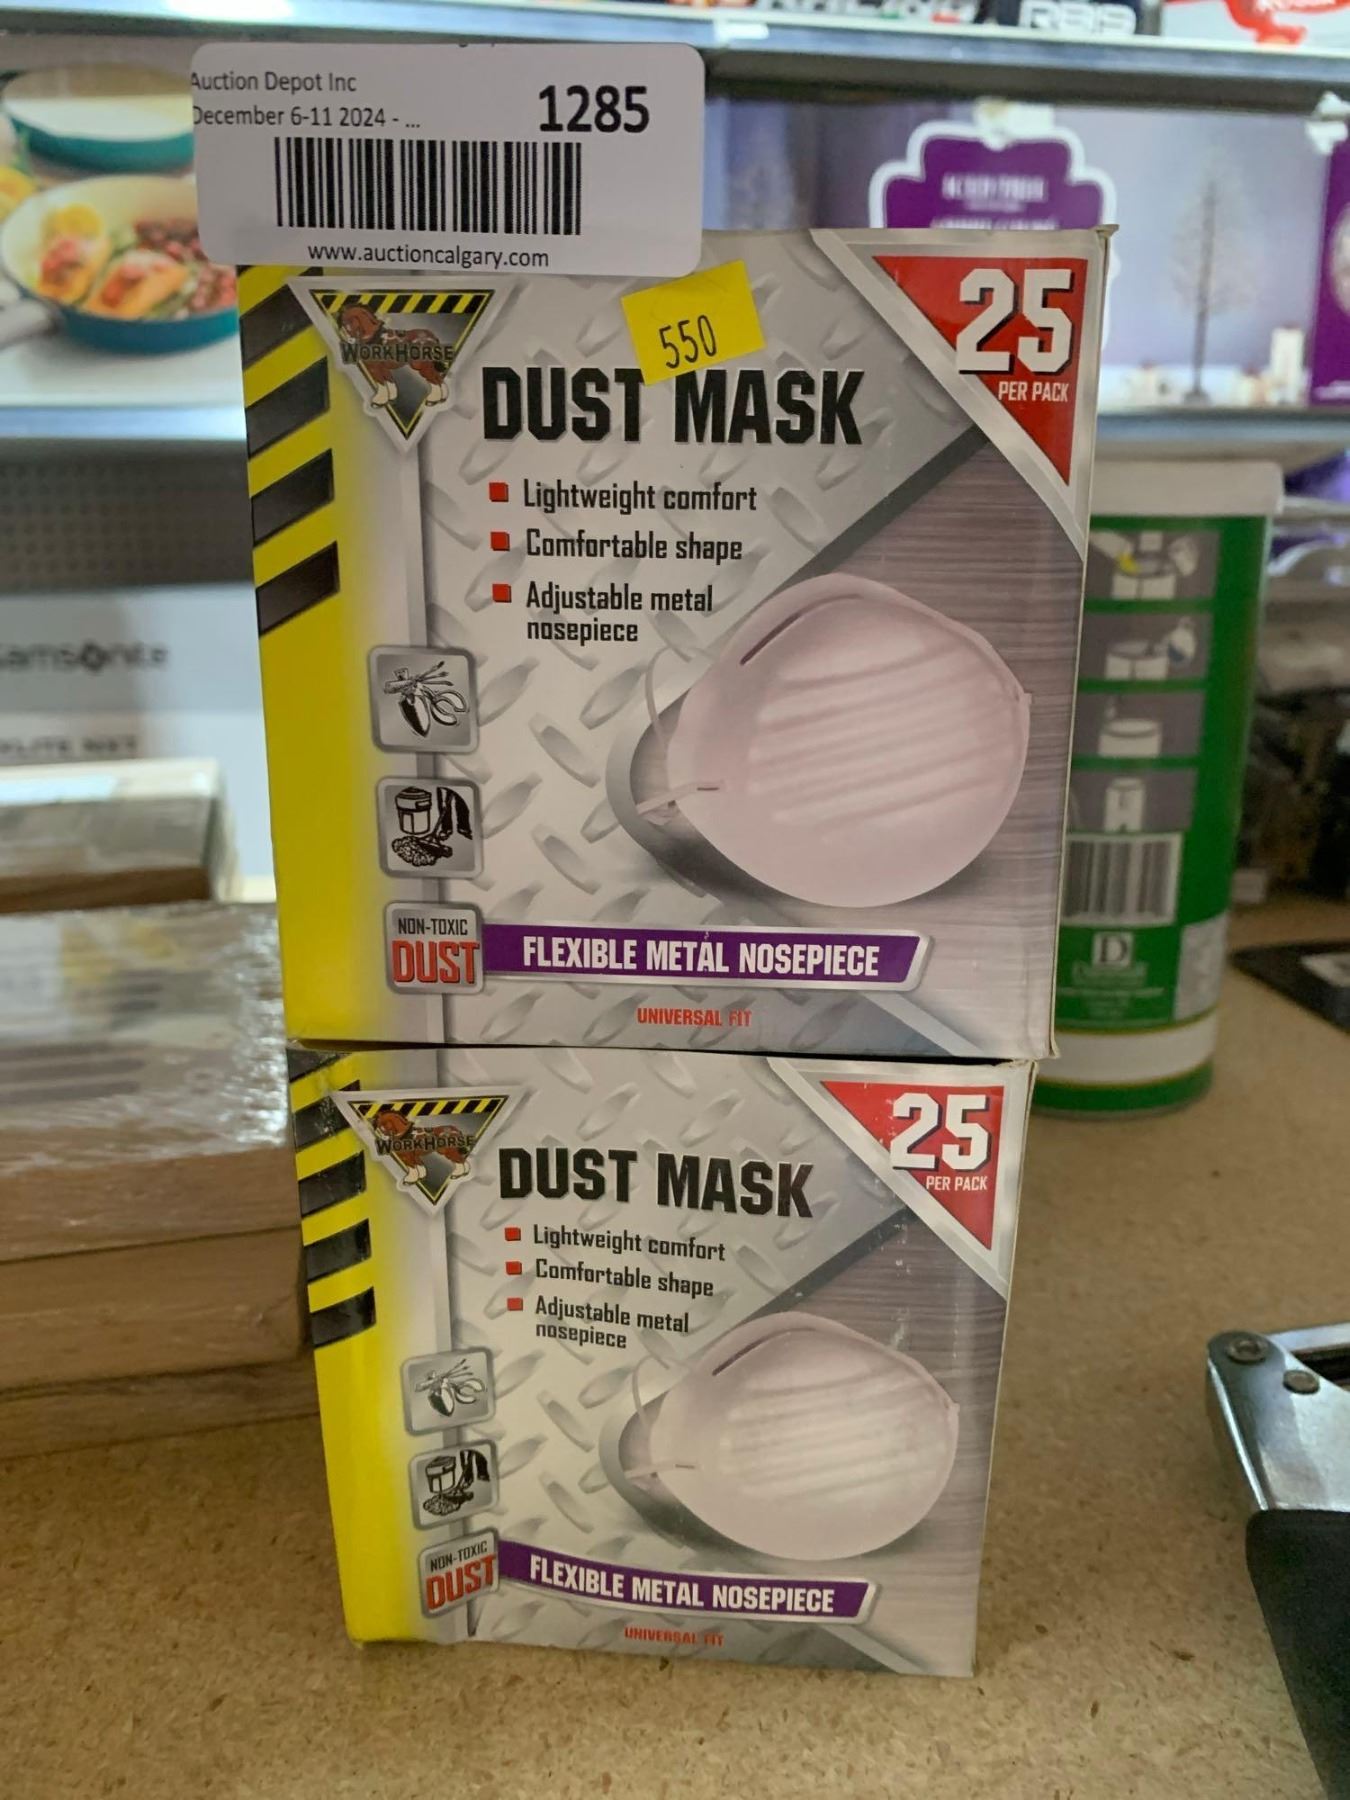 Auction Depot Inc
December 6-11 2024 - ...
1285
www.auctioncalgary.com
550
WORKHORSE
DUST MASK
25
PER PACK
Lightweight comfort
Comfortable shape
Adjustable metal
nosepiece
NON-TOXIC
DUST
FLEXIBLE METAL NOSEPIECE
UNIVERSAL FIT
WORKHORSE
DUST MASK
25
PER PACK
Lightweight comfort
Comfortable shape
Adjustable metal
nosepiece
NON-TOXIC
DUST
FLEXIBLE METAL NOSEPIECE
UNIVERSAL FIT
samsonite
D